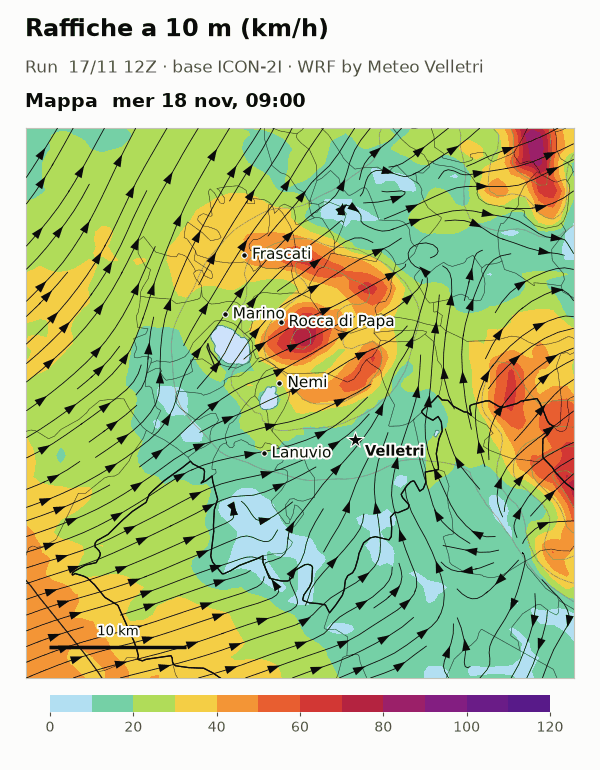 Raffiche a 10 m (km/h)
Run 17/11 12Z · base ICON-2I · WRF by Meteo Velletri
Mappa mer 18 nov, 09:00
Frascati
Marino
Rocca di Papa
Nemi
Velletri
Lanuvio
10 km
0 20 40 60 80 100 120